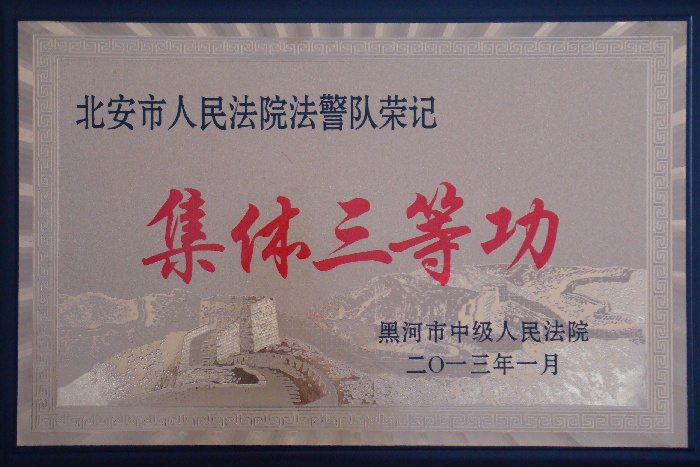 北安市人民法院法警队荣记
集体三等功
黑河市中级人民法院
二〇一三年一月